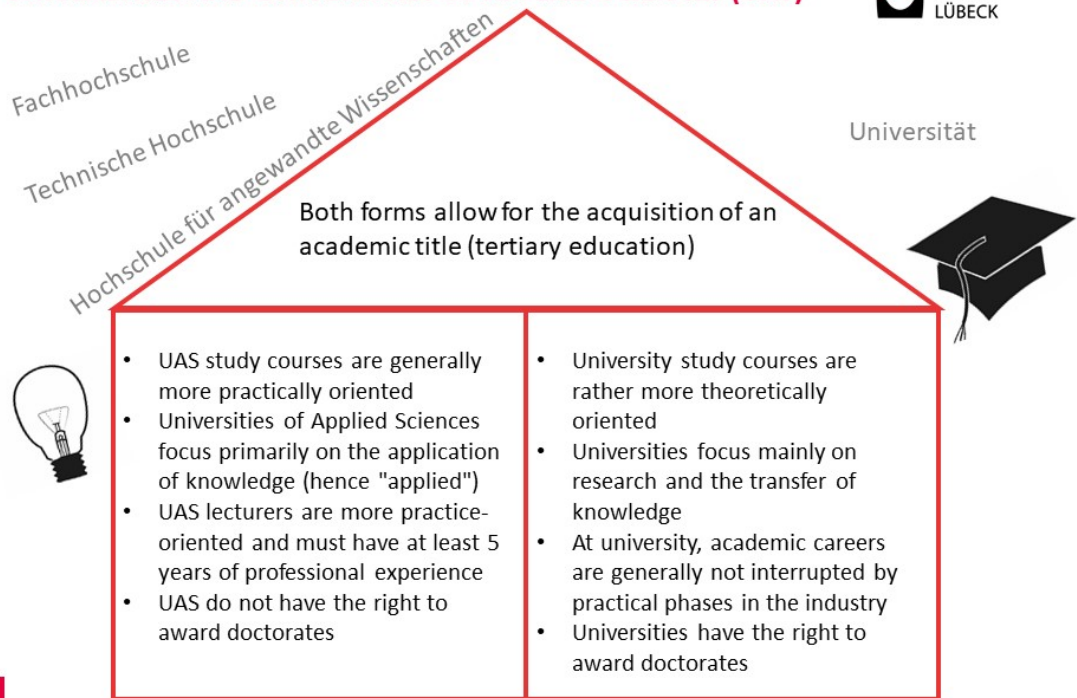 (UAS)
LÜBECK
Fachhochschule
Technische Hochschule
Hochschule für angewandte Wissenschaften
Universität
Both forms allow for the acquisition of an
academic title (tertiary education)
• UAS study courses are generally
more practically oriented
• Universities of Applied Sciences
focus primarily on the application
of knowledge (hence "applied")
• UAS lecturers are more practice-
oriented and must have at least 5
years of professional experience
• UAS do not have the right to
award doctorates
• University study courses are
rather more theoretically
oriented
• Universities focus mainly on
research and the transfer of
knowledge
• At university, academic careers
are generally not interrupted by
practical phases in the industry
• Universities have the right to
award doctorates